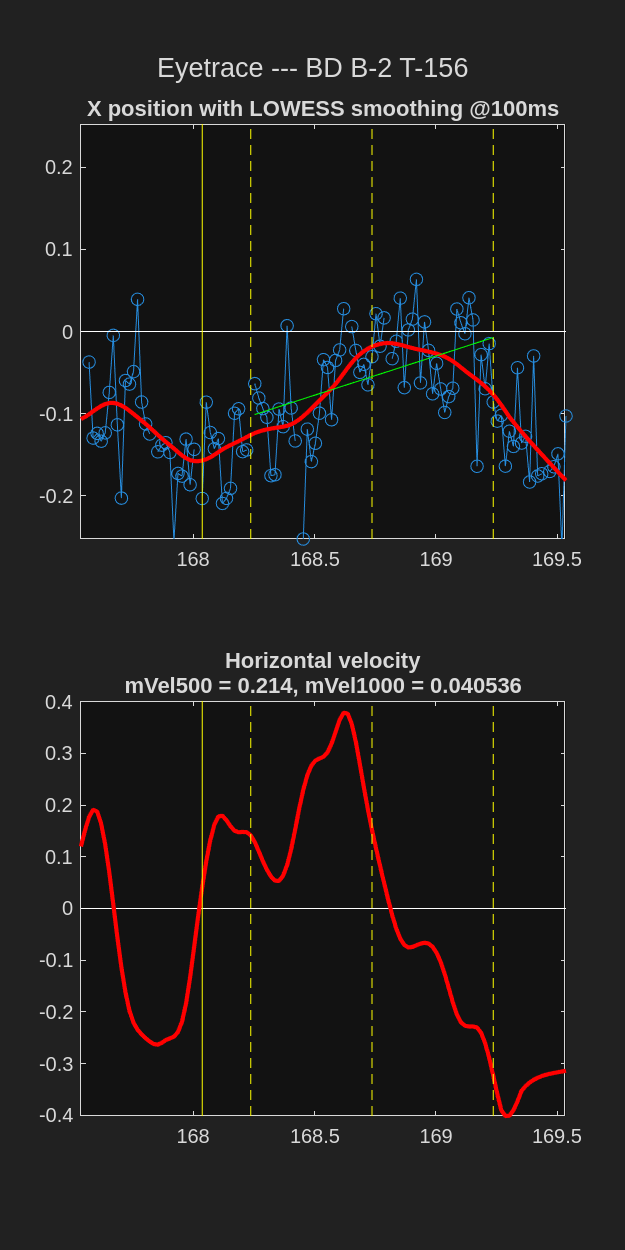 Eyetrace --- BD B-2 T-156
X position with LOWESS smoothing @100ms
0.2
0.1
0
-0.1
-0.2
168 168.5 169 169.5
Horizontal velocity
mVel500 = 0.214, mVel1000 = 0.040536
0.4
0.3
0.2
0.1
0
-0.1
-0.2
-0.3
-0.4
168 168.5 169 169.5